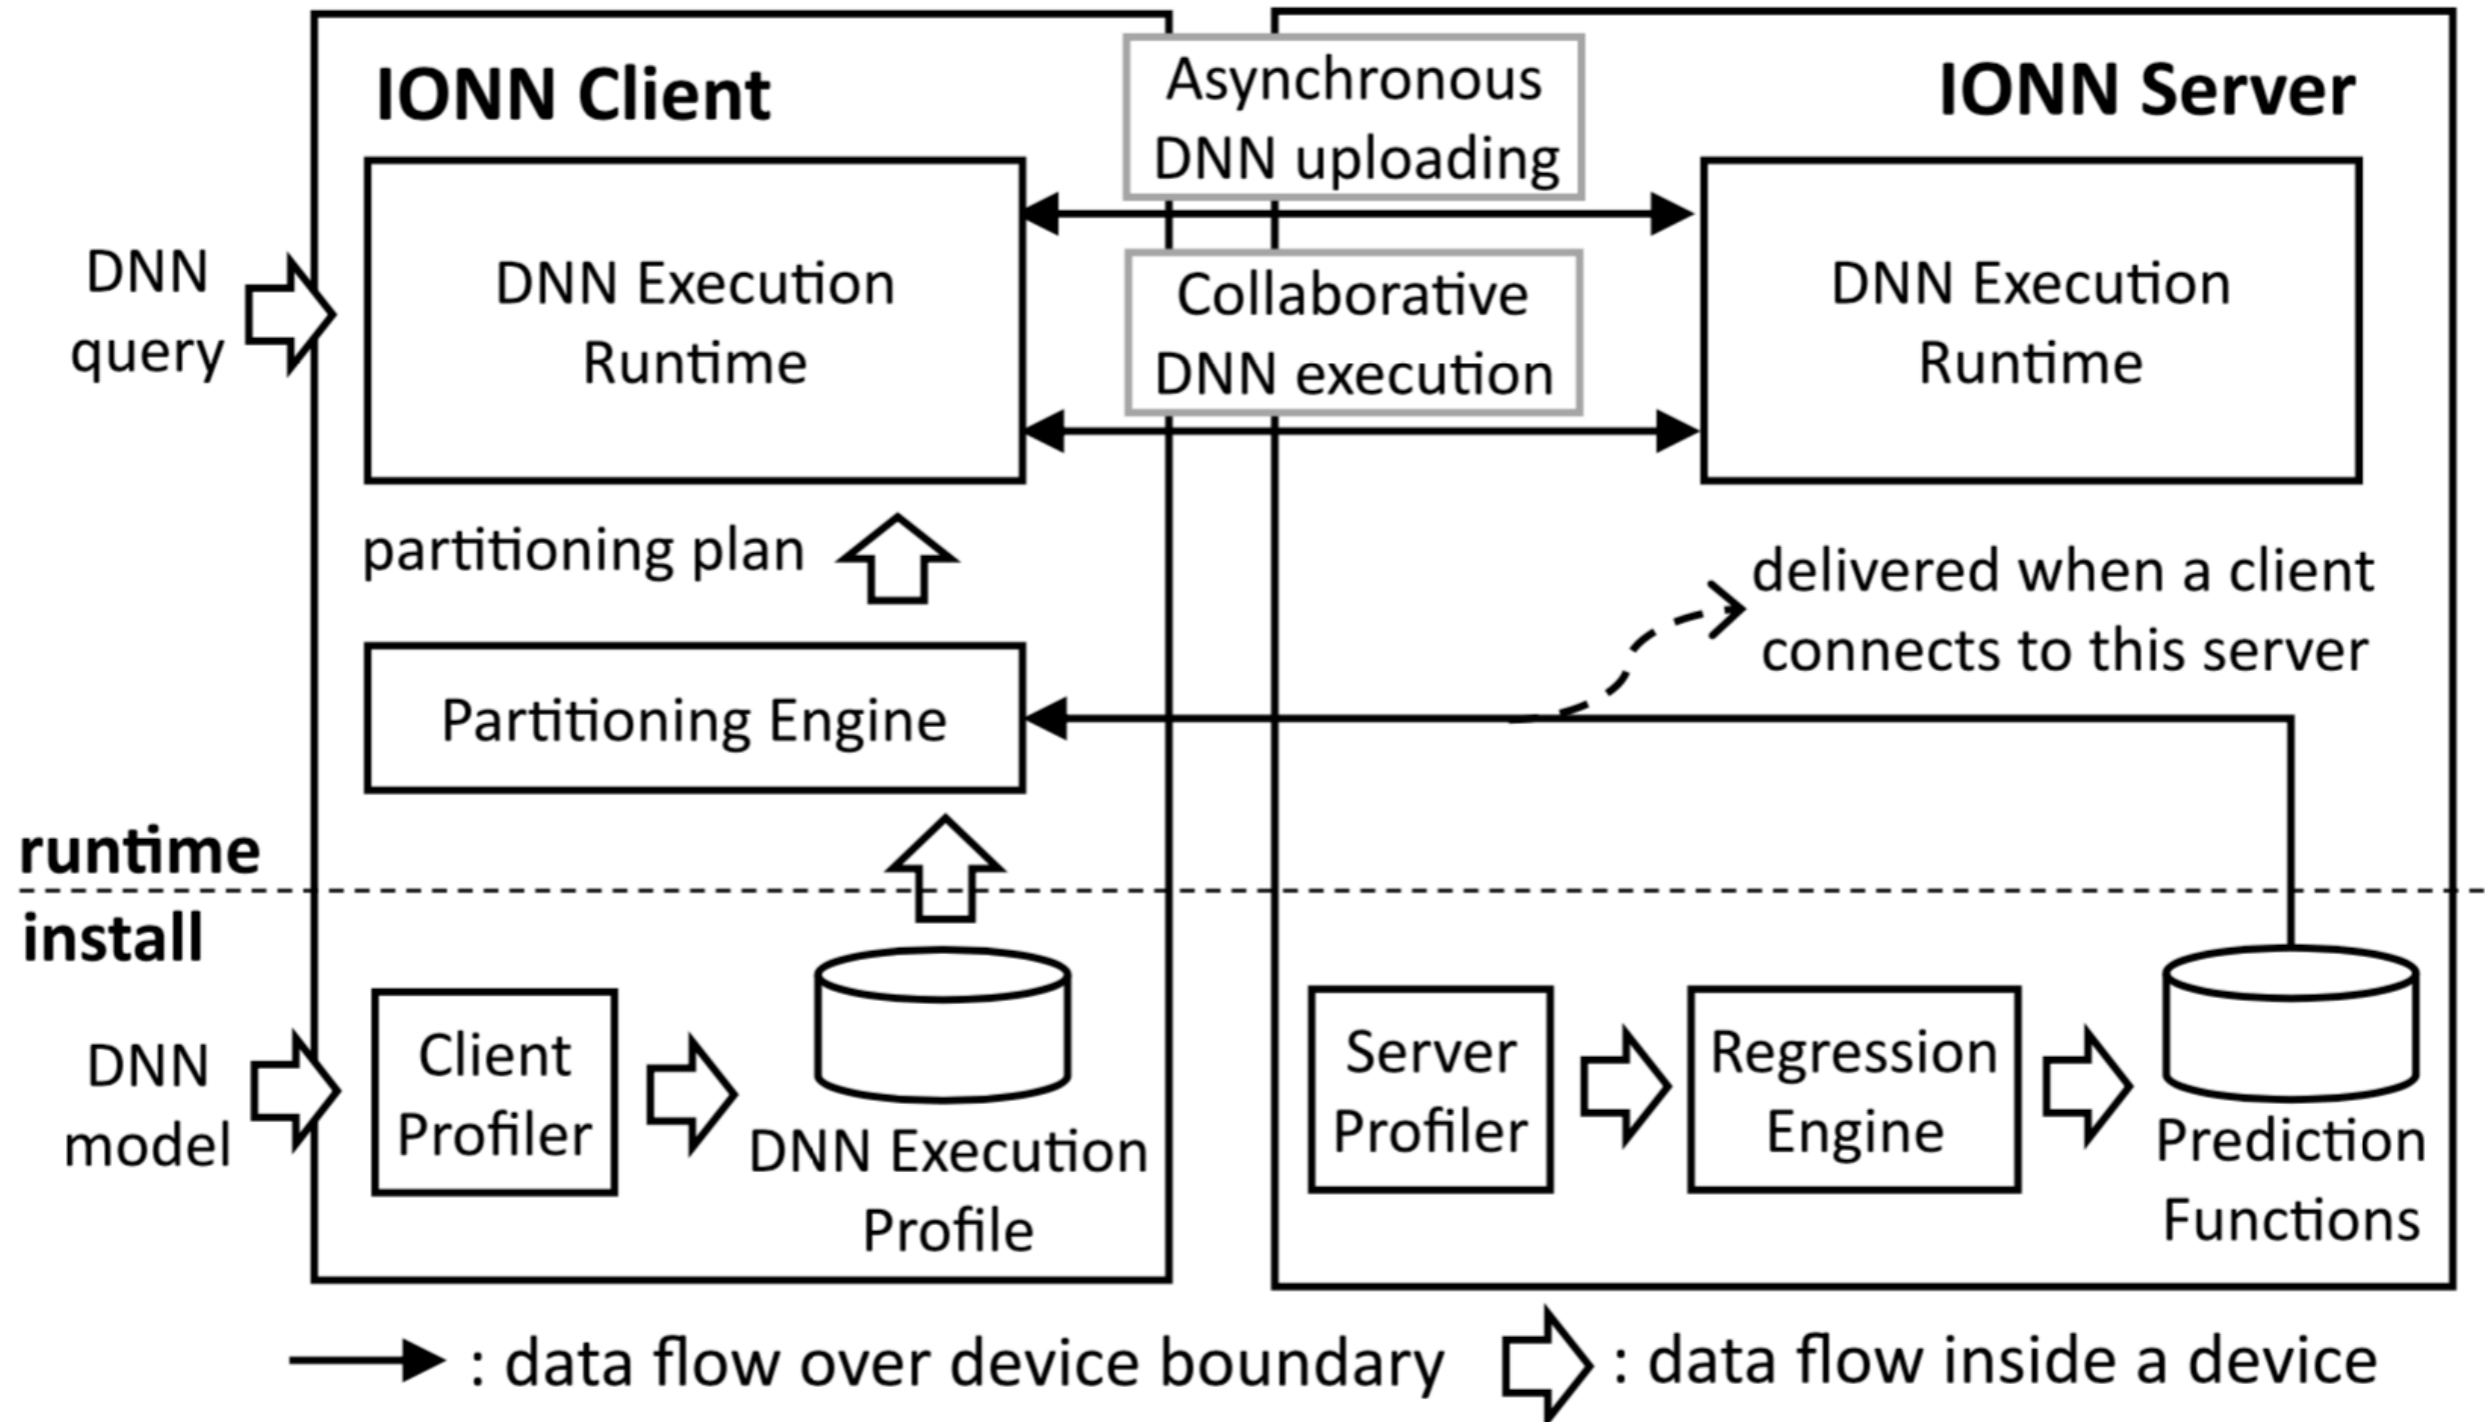 IONN Client
IONN Server
Asynchronous
DNN uploading
DNN
query
DNN Execution
Runtime
Collaborative
DNN execution
DNN Execution
Runtime
partitioning plan
delivered when a client
connects to this server
Partitioning Engine
runtime
install
DNN
model
Client
Profiler
DNN Execution
Profile
Server
Profiler
Regression
Engine
Prediction
Functions
: data flow over device boundary
: data flow inside a device